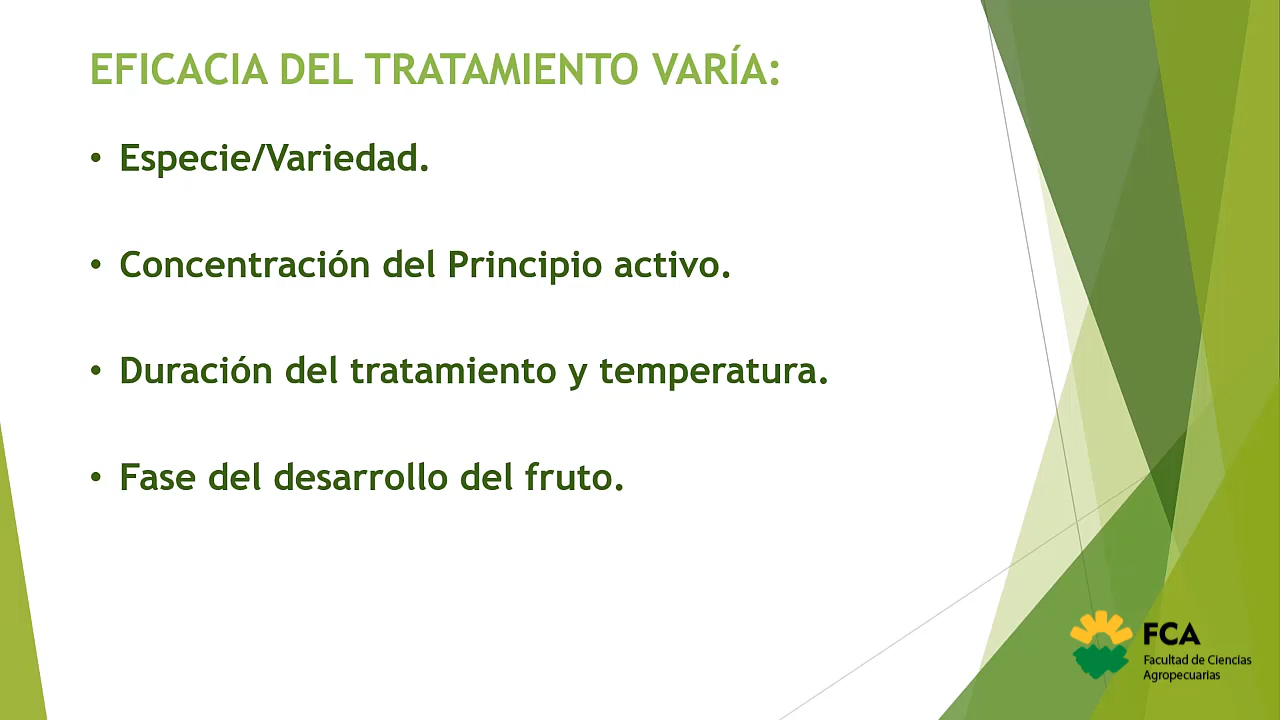 EFICACIA DEL TRATAMIENTO VARÍA:
• Especie/Variedad.
• Concentración del Principio activo.
• Duración del tratamiento y temperatura.
• Fase del desarrollo del fruto.
FCA
Facultad de Ciencias
Agropecuarias